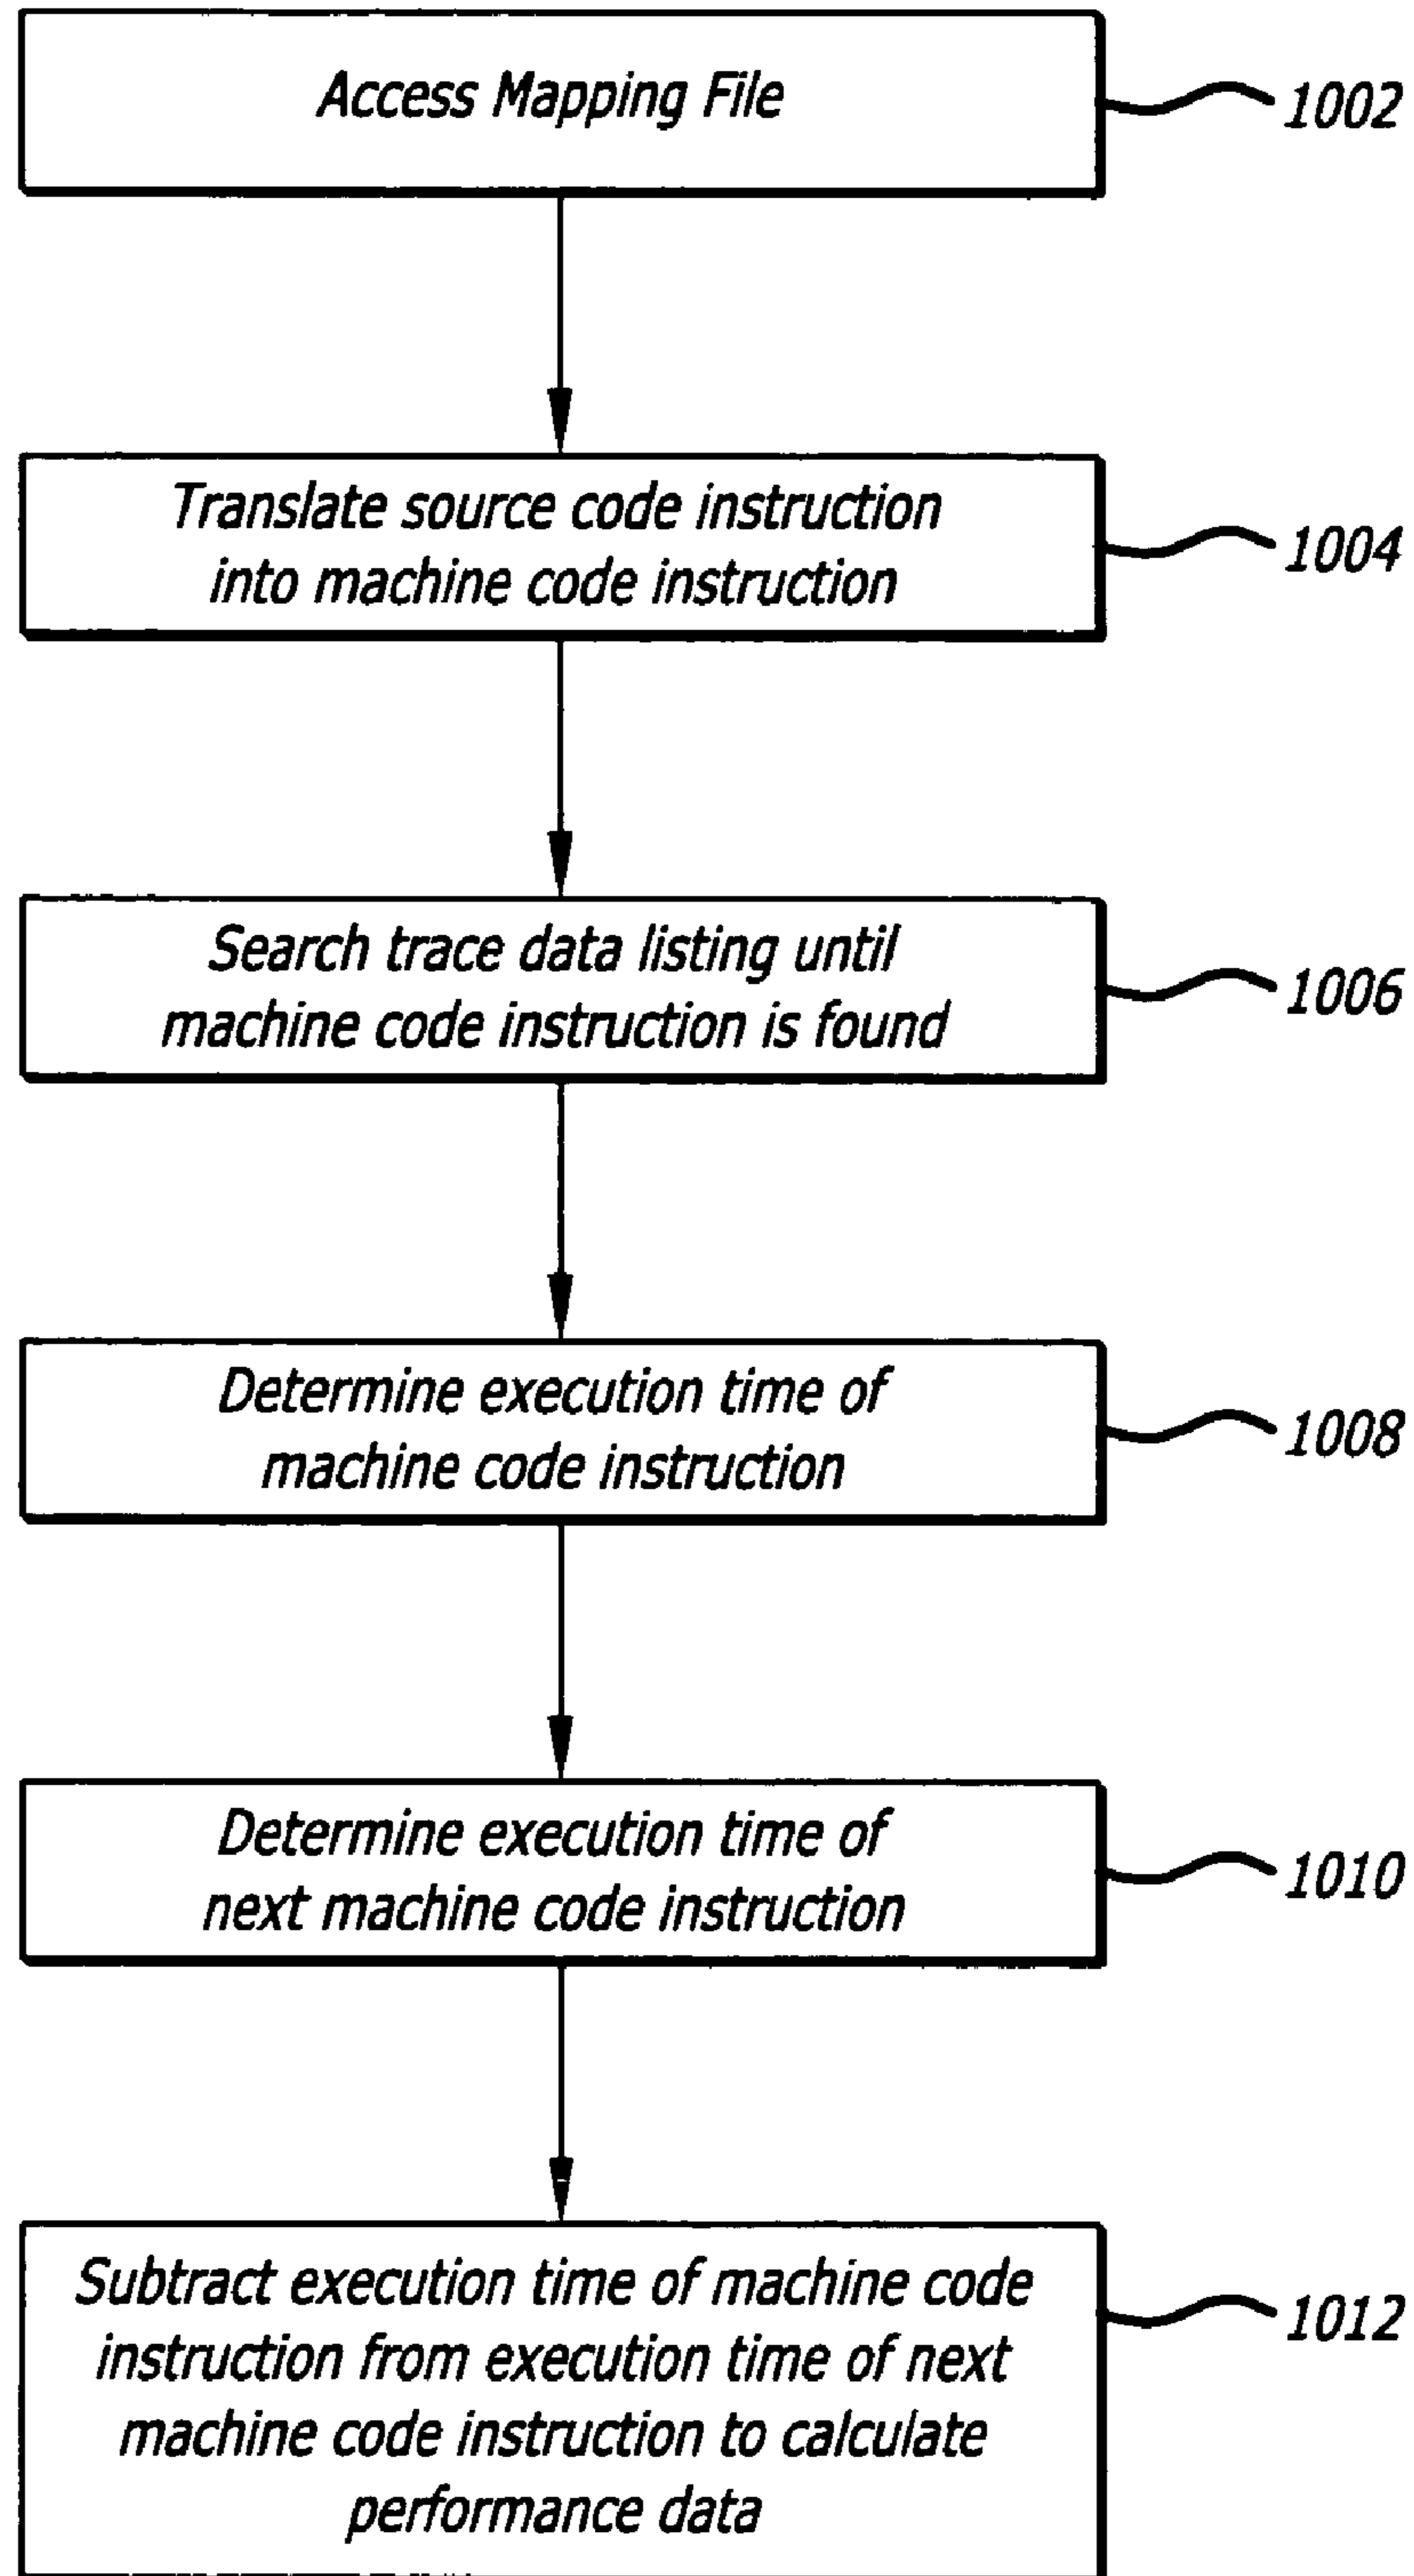 Access Mapping File
1002
Translate source code instruction
into machine code instruction
1004
Search trace data listing until
machine code instruction is found
1006
Determine execution time of
machine code instruction
1008
Determine execution time of
next machine code instruction
1010
Subtract execution time of machine code
instruction from execution time of next
machine code instruction to calculate
performance data
1012